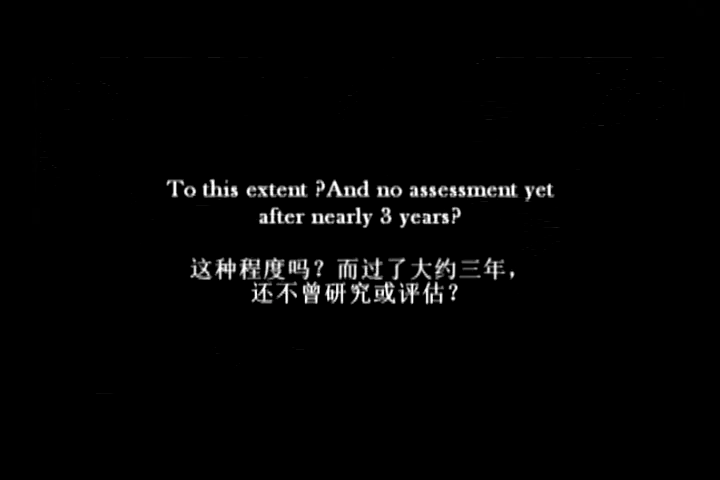 To this extent ?And no assessment yet
after nearly 3 years?
这种程度吗？而过了大约三年，
还不曾研究或评估？